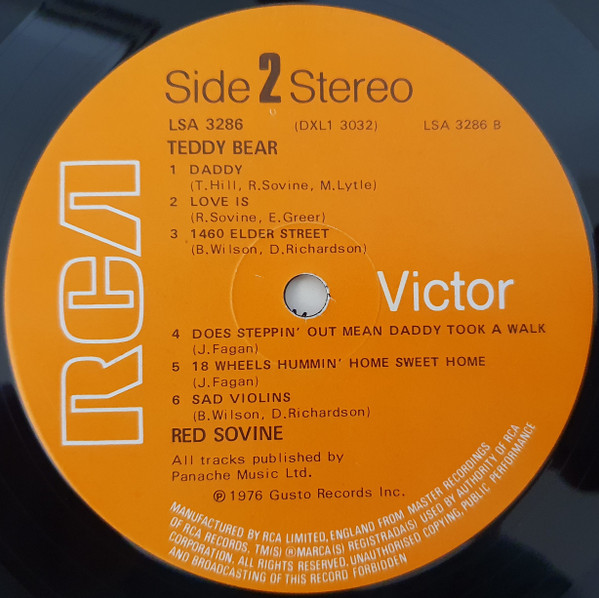 Side 2 Stereo
LSA 3286 (DXL1 3032) LSA 3286 B
TEDDY BEAR
1 DADDY
(T.Hill, R.Sovine, M.Lytle)
2 LOVE IS
(R.Sovine, E.Greer)
3 1460 ELDER STREET
(B.Wilson, D.Richardson)
RCA
Victor
4 DOES STEPPIN' OUT MEAN DADDY TOOK A WALK
(J.Fagan)
5 18 WHEELS HUMMIN' HOME SWEET HOME
(J.Fagan)
6 SAD VIOLINS
(B.Wilson, D.Richardson)
RED SOVINE
All tracks published by
Panache Music Ltd.
℗ 1976 Gusto Records Inc.
MANUFACTURED BY RCA LIMITED, ENGLAND FROM MASTER RECORDINGS
OF RCA RECORDS, TM(S) ® MARCA(S) REGISTRADA(S) USED BY AUTHORITY OF RCA
CORPORATION, ALL RIGHTS RESERVED. UNAUTHORISED COPYING, PUBLIC PERFORMANCE
AND BROADCASTING OF THIS RECORD FORBIDDEN